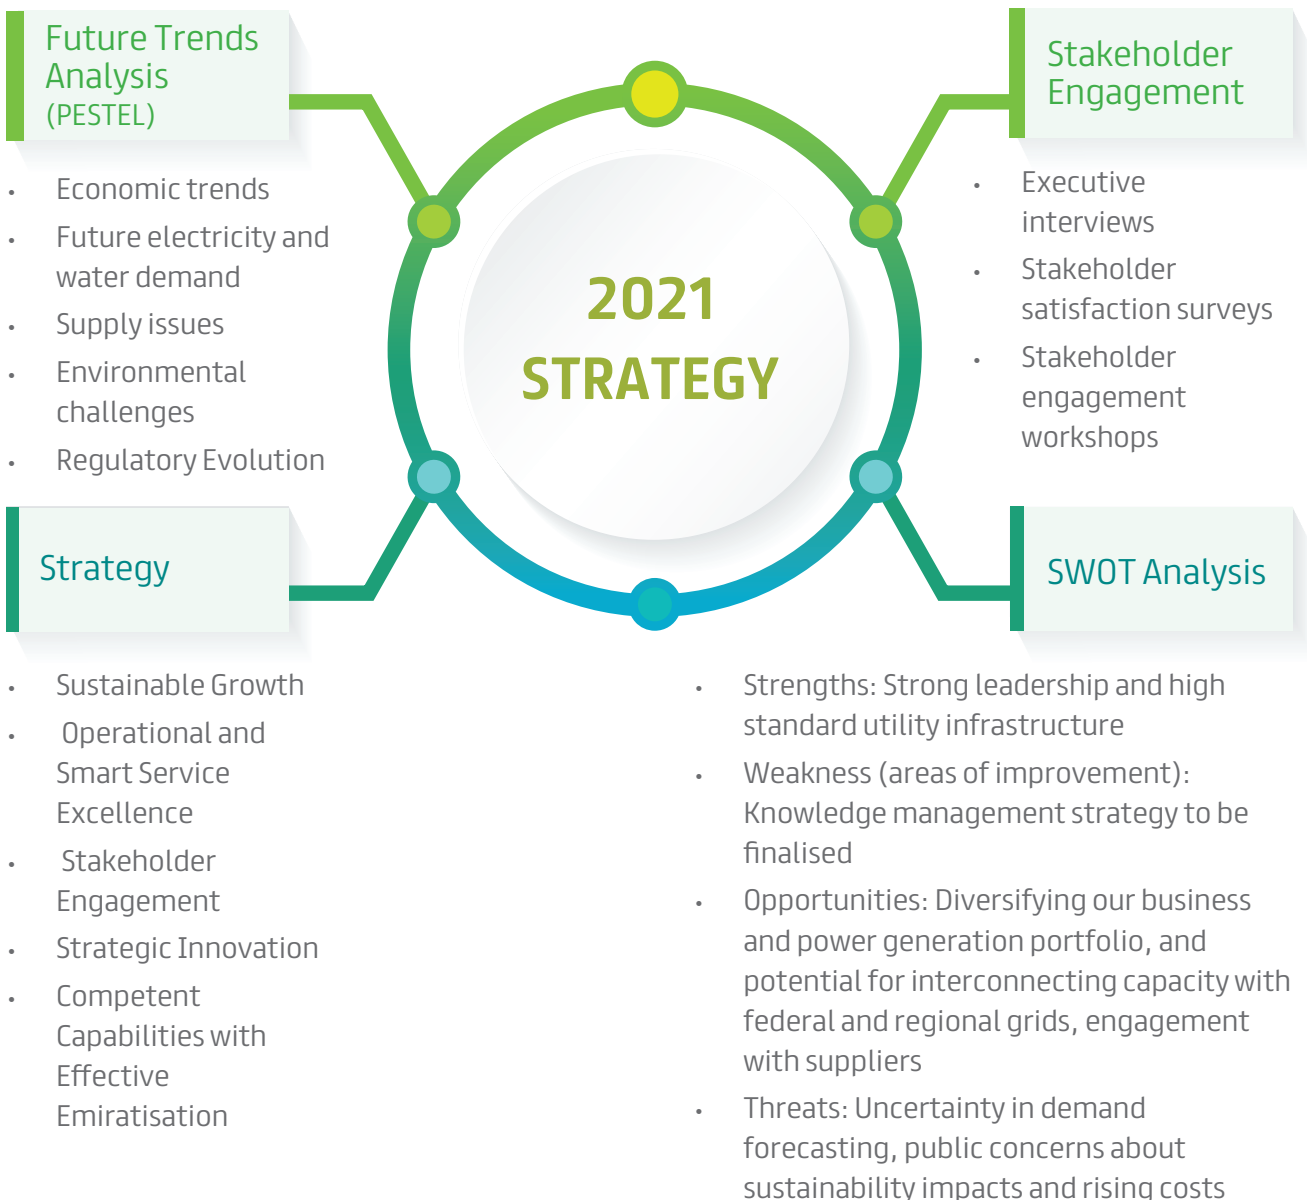 Future Trends
Analysis
(PESTEL)
• Economic trends
• Future electricity and
water demand
• Supply issues
• Environmental
challenges
• Regulatory Evolution
2021
STRATEGY
Stakeholder
Engagement
• Executive
interviews
• Stakeholder
satisfaction surveys
• Stakeholder
engagement
workshops
Strategy
• Sustainable Growth
• Operational and
Smart Service
Excellence
• Stakeholder
Engagement
• Strategic Innovation
• Competent
Capabilities with
Effective
Emiratisation
SWOT Analysis
• Strengths: Strong leadership and high
standard utility infrastructure
• Weakness (areas of improvement):
Knowledge management strategy to be
finalised
• Opportunities: Diversifying our business
and power generation portfolio, and
potential for interconnecting capacity with
federal and regional grids, engagement
with suppliers
• Threats: Uncertainty in demand
forecasting, public concerns about
sustainability impacts and rising costs